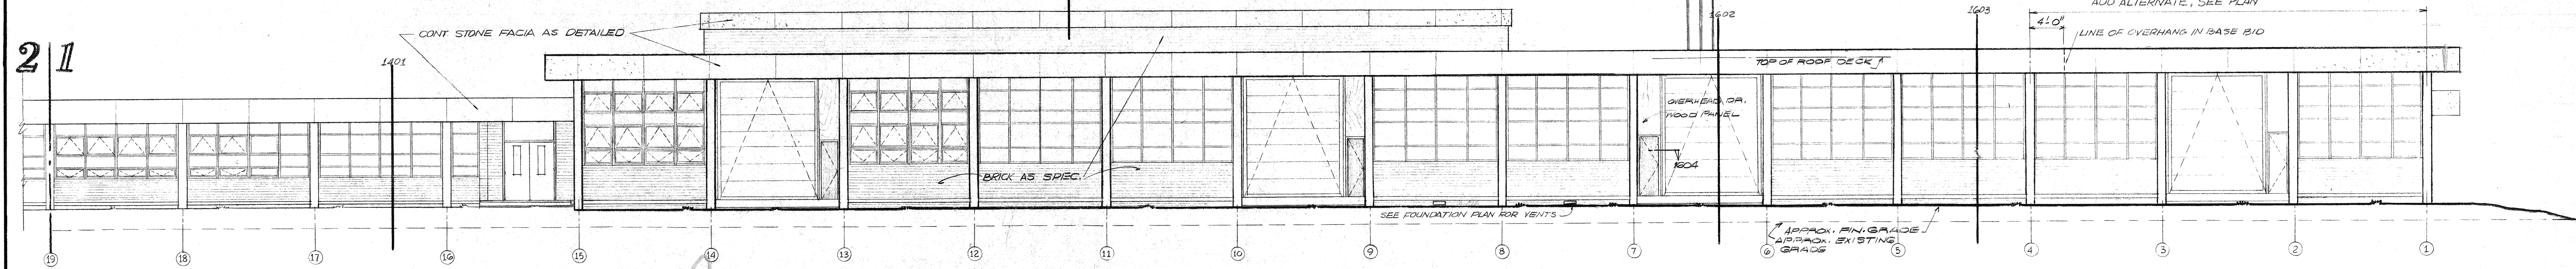 ADD ALTERNATE, SEE PLAN
4'-0"
LINE OF OVERHANG IN BASE BID
1602
1603
CONT STONE FACIA AS DETAILED
2 1
1401
TOP OF ROOF DECK
OVERHEAD DR.
WOOD PANEL
1604
BRICK AS SPEC.
SEE FOUNDATION PLAN FOR VENTS
APPROX. FIN. GRADE
APPROX. EXISTING
GRADE
19 18 17 16 15 14 13 12 11 10 9 8 7 6 5 4 3 2 1